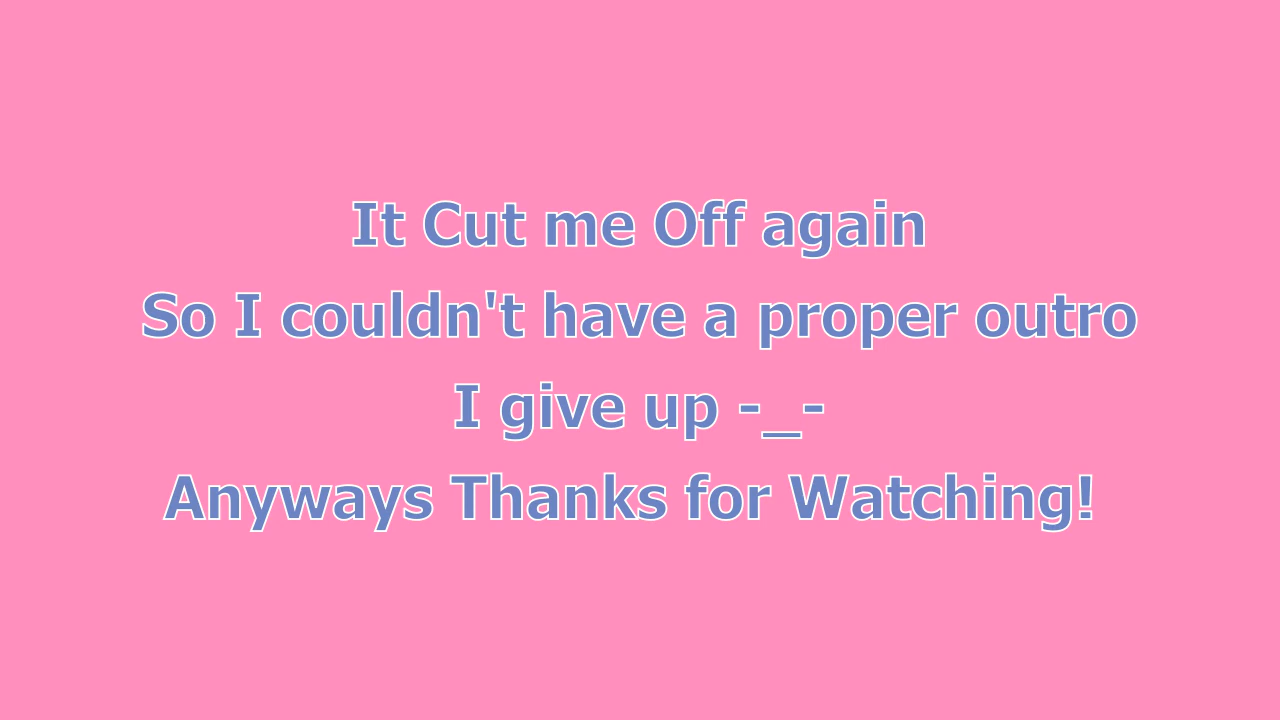 It Cut me Off again
So I couldn't have a proper outro
I give up -_-
Anyways Thanks for Watching!